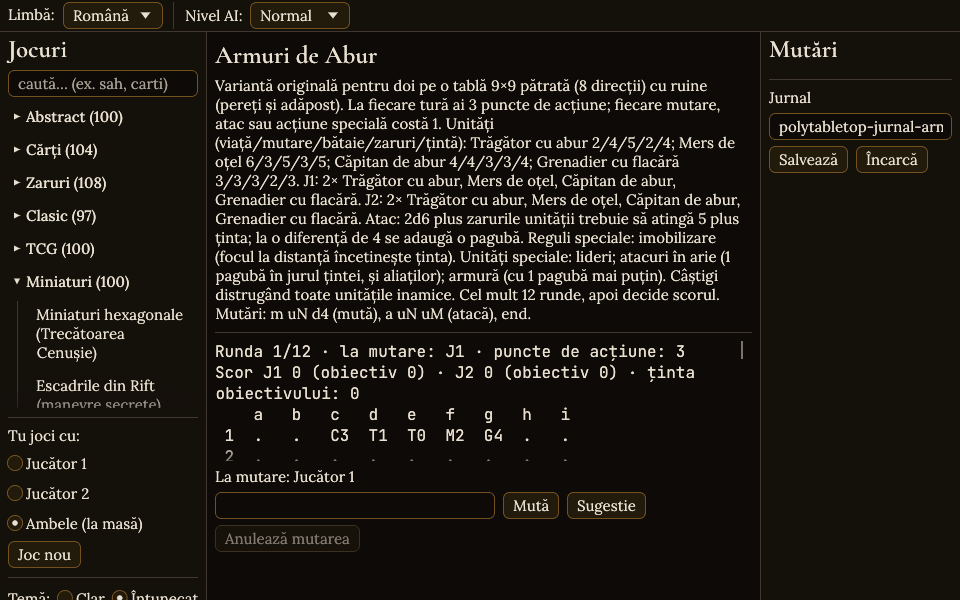 Limbă: Română ▼ Nivel AI: Normal ▼
Jocuri
caută... (ex. sah, carti)
▸ Abstract (100)
▸ Cărți (104)
▸ Zaruri (108)
▸ Clasic (97)
▸ TCG (100)
▾ Miniaturi (100)
Miniaturi hexagonale
(Trecătoarea
Cenușie)
Escadrile din Rift
(manevre secrete)
Tu joci cu:
Jucător 1
Jucător 2
Ambele (la masă)
Joc nou
Temă: Clar Întunecat
Armuri de Abur
Variantă originală pentru doi pe o tablă 9×9 pătrată (8 direcții) cu ruine
(pereți și adăpost). La fiecare tură ai 3 puncte de acțiune; fiecare mutare,
atac sau acțiune specială costă 1. Unități
(viață/mutare/bătaie/zaruri/țintă): Trăgător cu abur 2/4/5/2/4; Mers de
oțel 6/3/5/3/5; Căpitan de abur 4/4/3/3/4; Grenadier cu flacără
3/3/3/2/3. J1: 2× Trăgător cu abur, Mers de oțel, Căpitan de abur,
Grenadier cu flacără. J2: 2× Trăgător cu abur, Mers de oțel, Căpitan de abur,
Grenadier cu flacără. Atac: 2d6 plus zarurile unității trebuie să atingă 5 plus
ținta; la o diferență de 4 se adaugă o pagubă. Reguli speciale: imobilizare
(focul la distanță încetinește ținta). Unități speciale: lideri; atacuri în arie (1
pagubă în jurul țintei, și aliaților); armură (cu 1 pagubă mai puțin). Câștigi
distrugând toate unitățile inamice. Cel mult 12 runde, apoi decide scorul.
Mutări: m uN d4 (mută), a uN uM (atacă), end.
Runda 1/12 · la mutare: J1 · puncte de acțiune: 3
Scor J1 0 (obiectiv 0) · J2 0 (obiectiv 0) · ținta
obiectivului: 0
a b c d e f g h i
1 . . C3 T1 T0 M2 G4 . .
2 . . . . . . . . .
La mutare: Jucător 1
Mută Sugestie
Anulează mutarea
Mutări
Jurnal
polytabletop-jurnal-arm
Salvează Încarcă